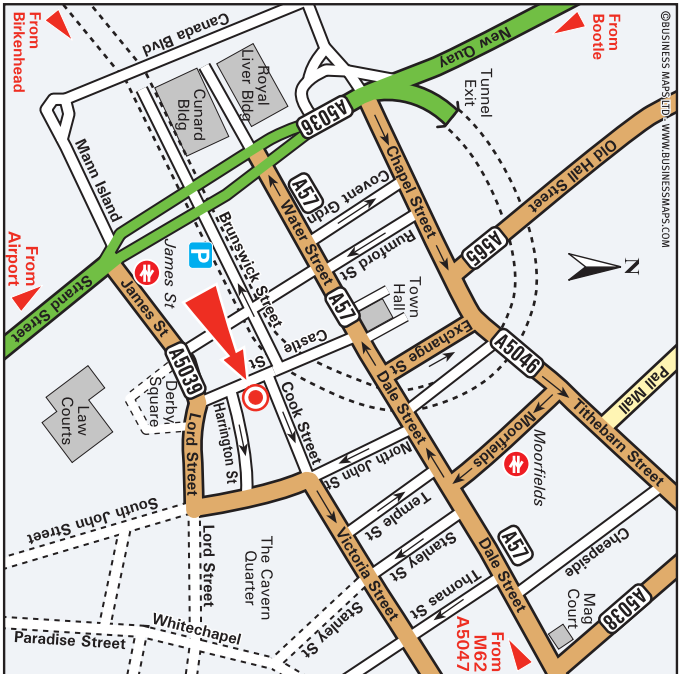 ©BUSINESS MAPS LTD - WWW.BUSINESSMAPS.COM
From
Birkenhead
From
Bootle
Canada Blvd
New Quay
Tunnel
Exit
Royal
Liver Bldg
Cunard
Bldg
A5036
Old Hall Street
Mann Island
Chapel Street
Covent Grdn
A57
Water Street
Rumford St
A565
N
Brunswick Street
James St
P
From
Airport
Strand Street
James St
Town
Hall
A57
Castle
St
Exchange St
A5046
Pall Mall
A5039
Derby
Square
Law
Courts
Lord Street
Harrington St
Cook Street
Dale Street
Tithebarn Street
Moorfields
Moorfields
North John St
Temple St
Stanley St
Thomas St
A57
Dale Street
Cheapside
South John Street
Lord Street
The Cavern
Quarter
Victoria Street
Stanley St
Whitechapel
Paradise Street
Mag
Court
A5038
From
M62
A5047